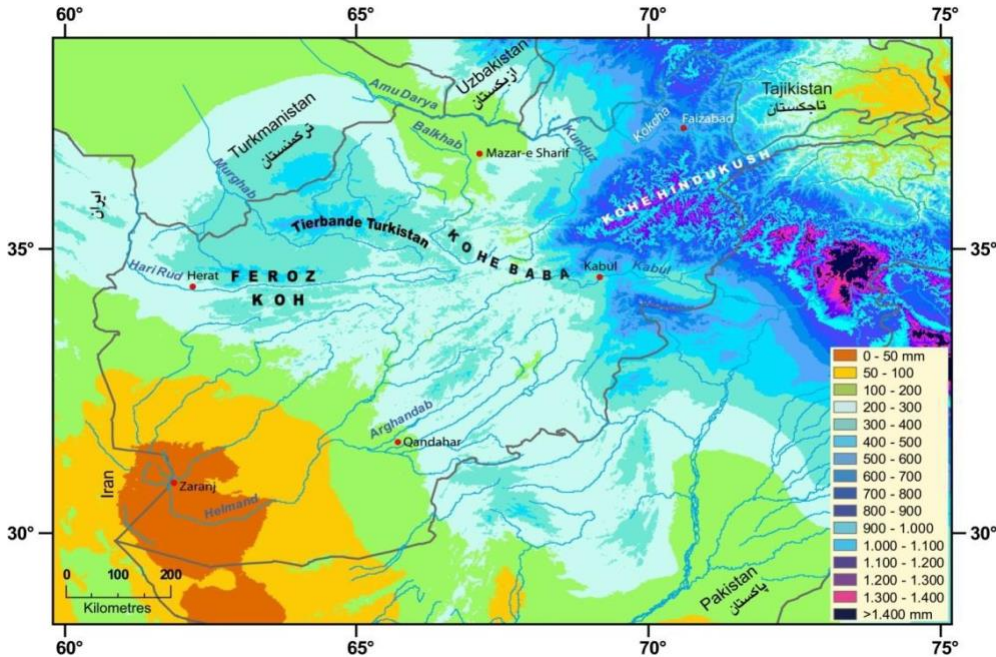 60°
65°
70°
75°
Uzbekistan
ازبکستان
Tajikistan
تاجکستان
Amu Darya
Turkmanistan
ترکمنستان
Balkhab
Kunduz
Kokcha
Faizabad
Mazar-e Sharif
Murghab
ایران
KOHE HINDUKUSH
Tierbande Turkistan
35°
35°
KOHE BABA
Kabul
Kabul
Hari Rud
Herat
FEROZ
KOH
0 - 50 mm
50 - 100
100 - 200
200 - 300
300 - 400
400 - 500
500 - 600
600 - 700
700 - 800
800 - 900
900 - 1.000
1.000 - 1.100
1.100 - 1.200
1.200 - 1.300
1.300 - 1.400
>1.400 mm
Arghandab
Qandahar
Iran
Zaranj
Helmand
30°
30°
0 100 200
Kilometres
Pakistan
پاکستان
60°
65°
70°
75°